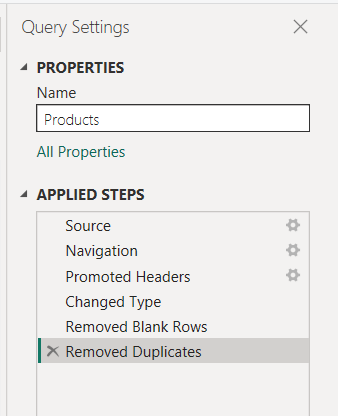 Query Settings
PROPERTIES
Name
Products
All Properties
APPLIED STEPS
Source
Navigation
Promoted Headers
Changed Type
Removed Blank Rows
Removed Duplicates